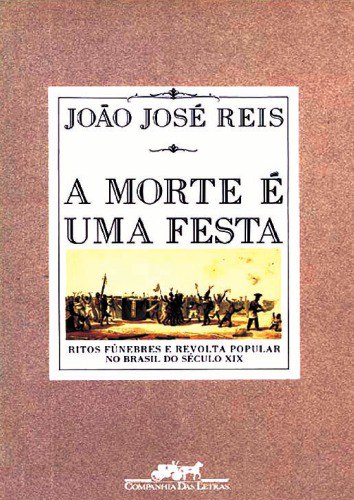 JOÃO JOSÉ REIS
A MORTE É
UMA FESTA
RITOS FÚNEBRES E REVOLTA POPULAR
NO BRASIL DO SÉCULO XIX
COMPANHIA DAS LETRAS